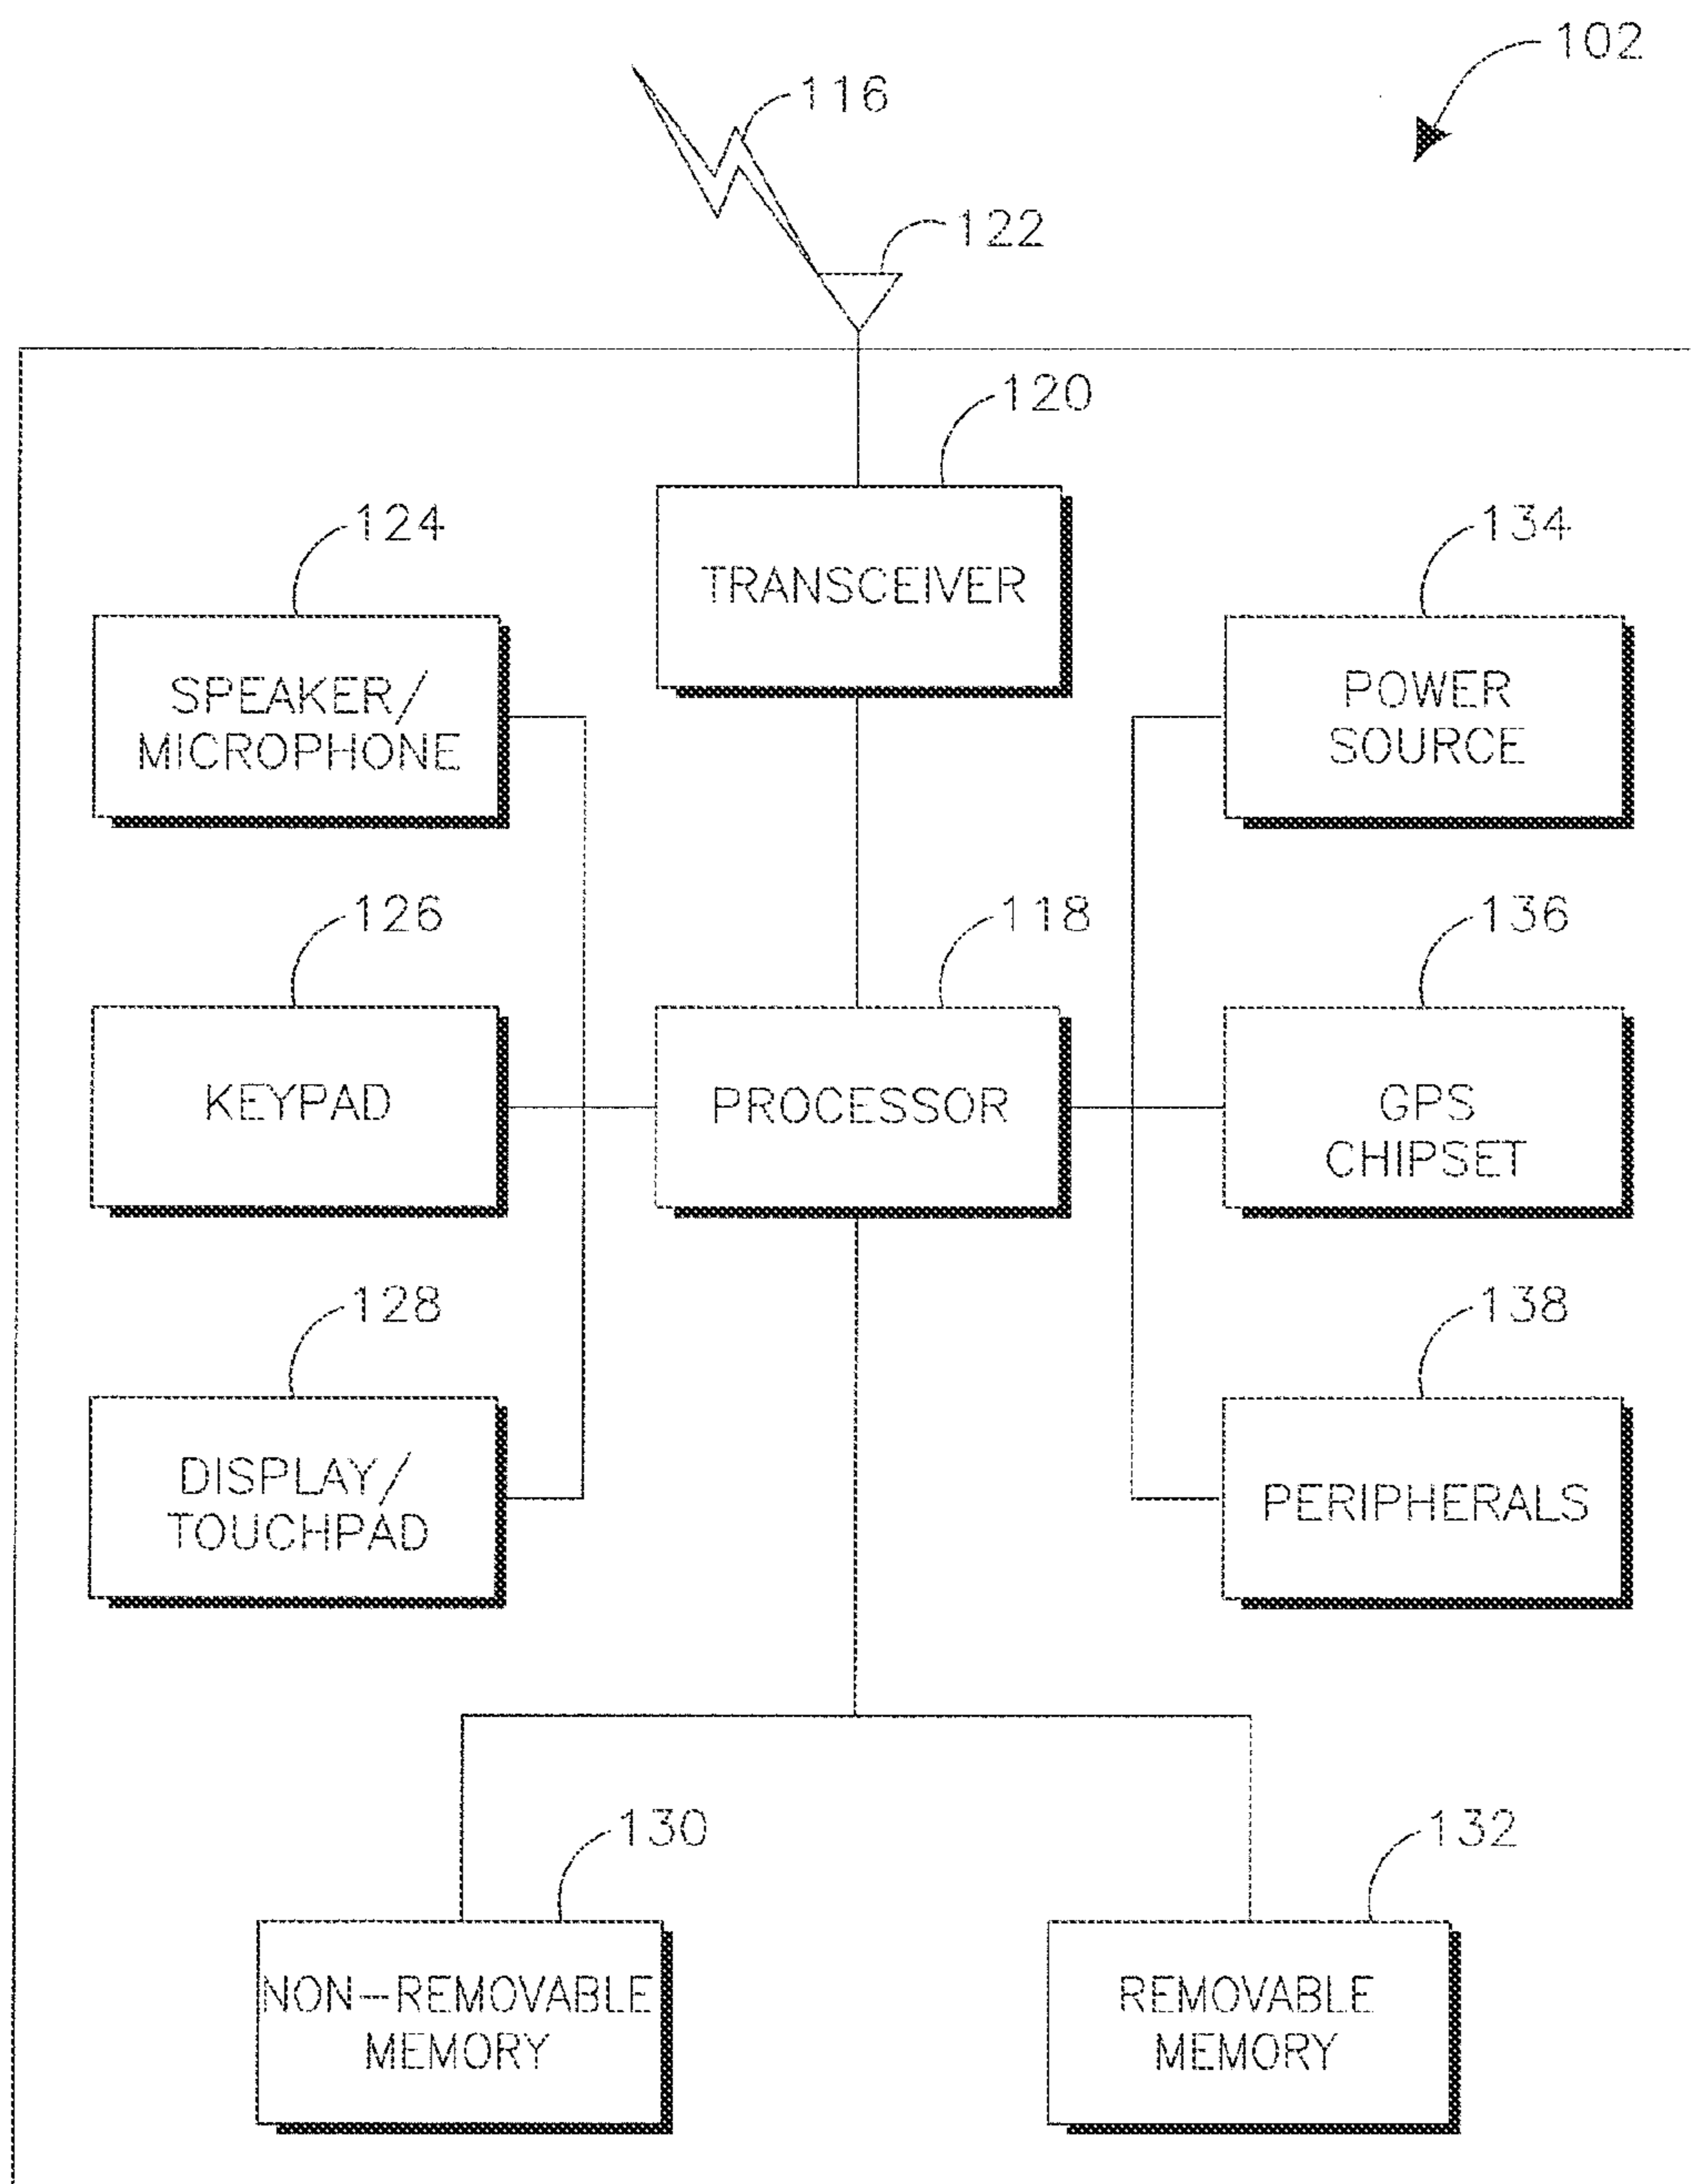 102
116
122
120
124
134
TRANSCEIVER
SPEAKER/
MICROPHONE
POWER
SOURCE
126
118
136
KEYPAD
PROCESSOR
GPS
CHIPSET
128
138
DISPLAY/
TOUCHPAD
PERIPHERALS
130
132
NON-REMOVABLE
MEMORY
REMOVABLE
MEMORY